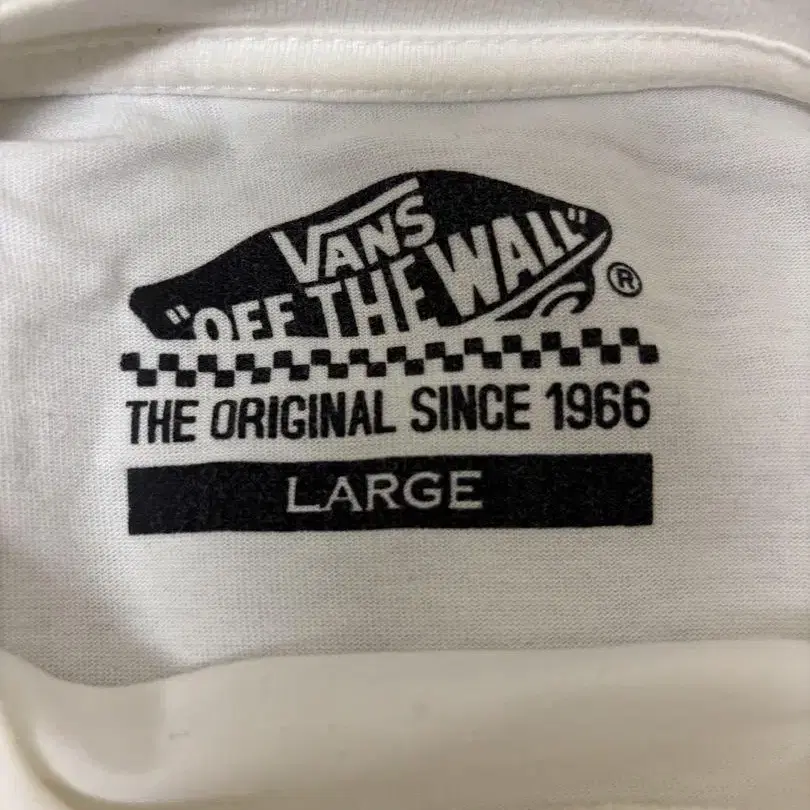 VANS
"OFF THE WALL"
®
THE ORIGINAL SINCE 1966
LARGE